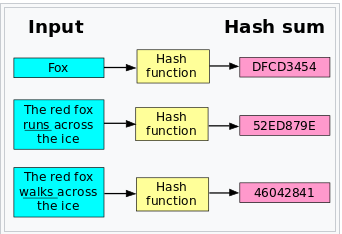 Input
Hash sum
Fox
Hash
function
DFCD3454
The red fox
runs across
the ice
Hash
function
52ED879E
The red fox
walks across
the ice
Hash
function
46042841